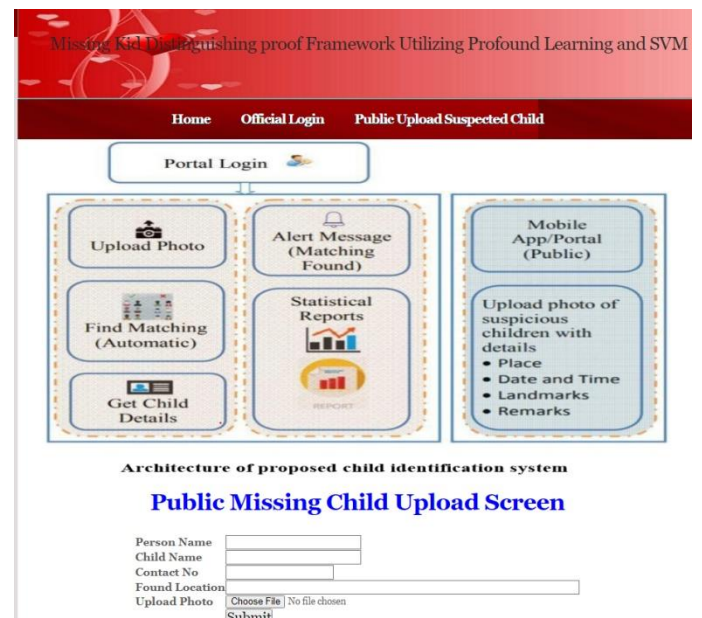 Missing Kid Distinguishing proof Framework Utilizing Profound Learning and SVM
Home Official Login Public Upload Suspected Child
Portal Login
Upload Photo
Find Matching
(Automatic)
Get Child
Details
Alert Message
(Matching
Found)
Statistical
Reports
REPORT
Mobile
App/Portal
(Public)
Upload photo of
suspicious
children with
details
• Place
• Date and Time
• Landmarks
• Remarks
Architecture of proposed child identification system
Public Missing Child Upload Screen
Person Name
Child Name
Contact No
Found Location
Upload Photo Choose File No file chosen
Submit